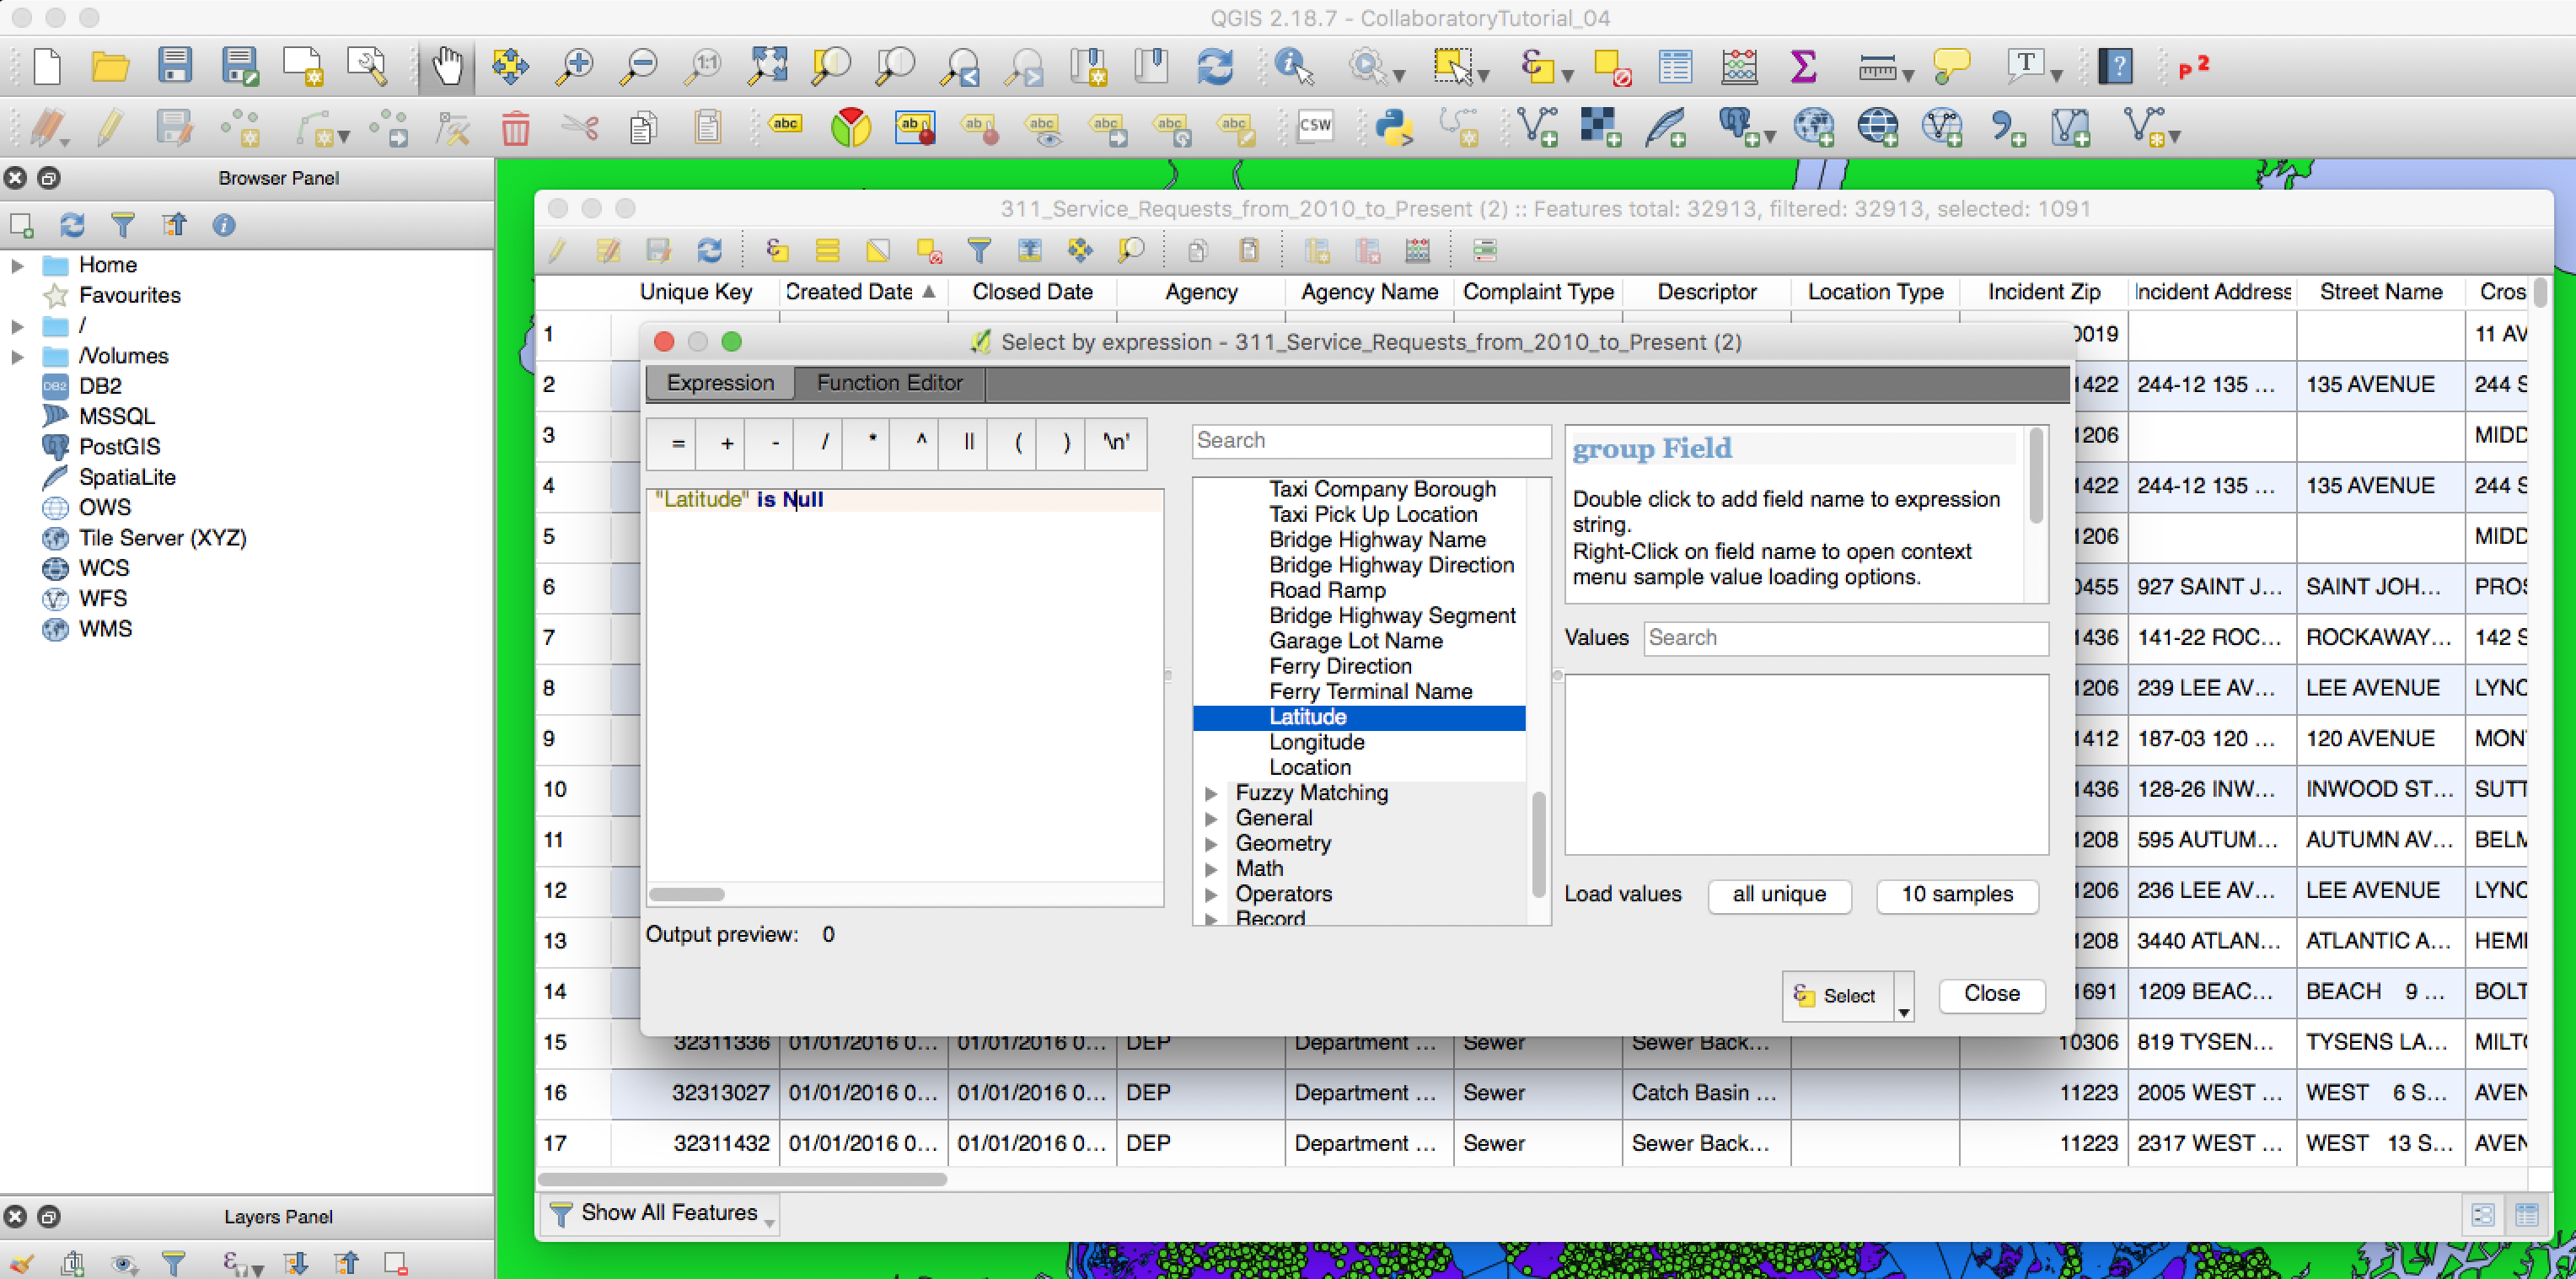 QGIS 2.18.7 - CollaboratoryTutorial_04
1:1
T
?
P 2
abc
ab
ab
abc
abc
abc
abc
CSW
Browser Panel
Home
Favourites
/
/Volumes
DB2 DB2
MSSQL
PostGIS
SpatiaLite
OWS
Tile Server (XYZ)
WCS
WFS
WMS
Layers Panel
311_Service_Requests_from_2010_to_Present (2) :: Features total: 32913, filtered: 32913, selected: 1091
Unique Key Created Date Closed Date Agency Agency Name Complaint Type Descriptor Location Type Incident Zip Incident Address Street Name Cros
1 0019 11 AV
2 1422 244-12 135 ... 135 AVENUE 244 S
3 1206 MIDD
4 1422 244-12 135 ... 135 AVENUE 244 S
5 1206 MIDD
6 0455 927 SAINT J... SAINT JOH... PROS
7 1436 141-22 ROC... ROCKAWAY... 142 S
8 1206 239 LEE AV... LEE AVENUE LYNC
9 1412 187-03 120 ... 120 AVENUE MON
10 1436 128-26 INW... INWOOD ST... SUTT
11 1208 595 AUTUM... AUTUMN AV... BELM
12 1206 236 LEE AV... LEE AVENUE LYNC
13 1208 3440 ATLAN... ATLANTIC A... HEMI
14 1691 1209 BEAC... BEACH 9 ... BOLT
15 32311336 01/01/2016 0... 01/01/2016 0... DEP Department ... Sewer Sewer Back... 10306 819 TYSEN... TYSENS LA... MILT
16 32313027 01/01/2016 0... 01/01/2016 0... DEP Department ... Sewer Catch Basin ... 11223 2005 WEST ... WEST 6 S... AVEN
17 32311432 01/01/2016 0... 01/01/2016 0... DEP Department ... Sewer Sewer Back... 11223 2317 WEST ... WEST 13 S... AVEN
Show All Features
Select by expression - 311_Service_Requests_from_2010_to_Present (2)
Expression Function Editor
= + - / * ^ || ( ) '\n'
"Latitude" is Null
Output preview: 0
Search
Taxi Company Borough
Taxi Pick Up Location
Bridge Highway Name
Bridge Highway Direction
Road Ramp
Bridge Highway Segment
Garage Lot Name
Ferry Direction
Ferry Terminal Name
Latitude
Longitude
Location
Fuzzy Matching
General
Geometry
Math
Operators
Record
group Field
Double click to add field name to expression
string.
Right-Click on field name to open context
menu sample value loading options.
Values Search
Load values all unique 10 samples
Select Close